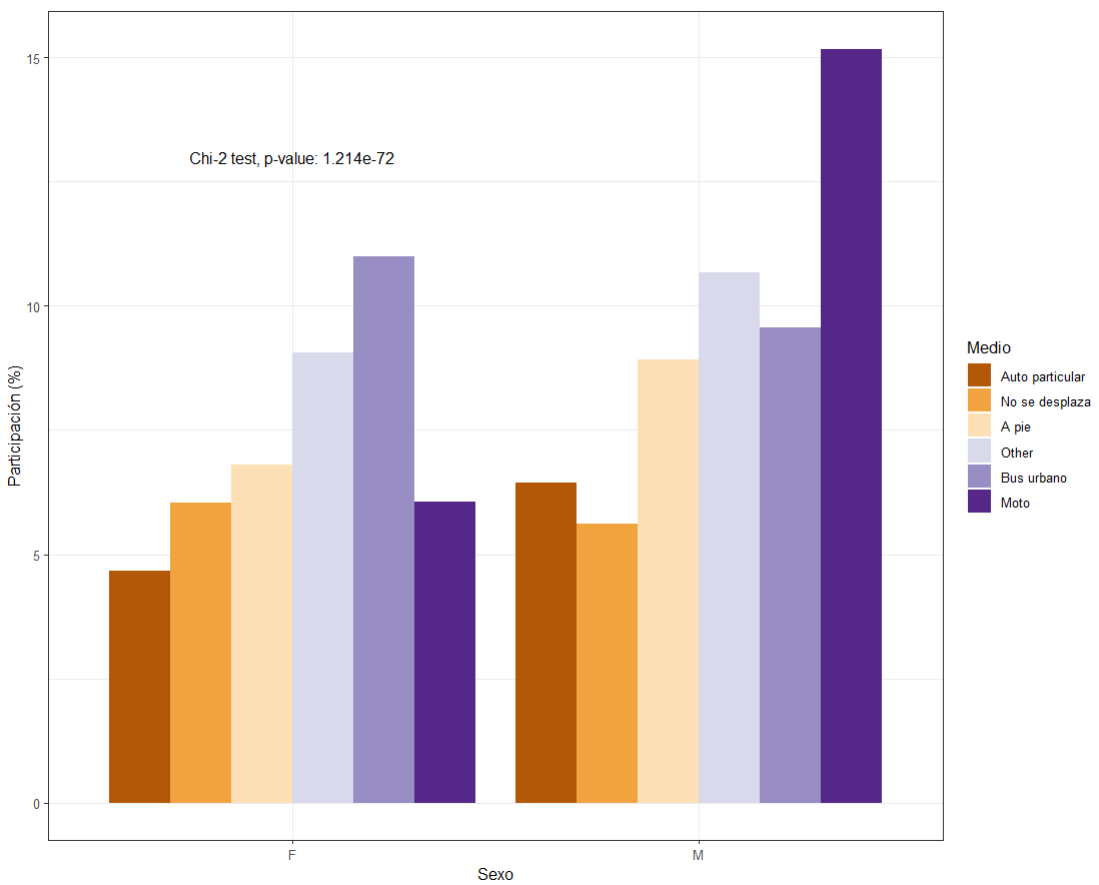 15
10
5
0
Participación (%)
Chi-2 test, p-value: 1.214e-72
F
M
Sexo
Medio
Auto particular
No se desplaza
A pie
Other
Bus urbano
Moto